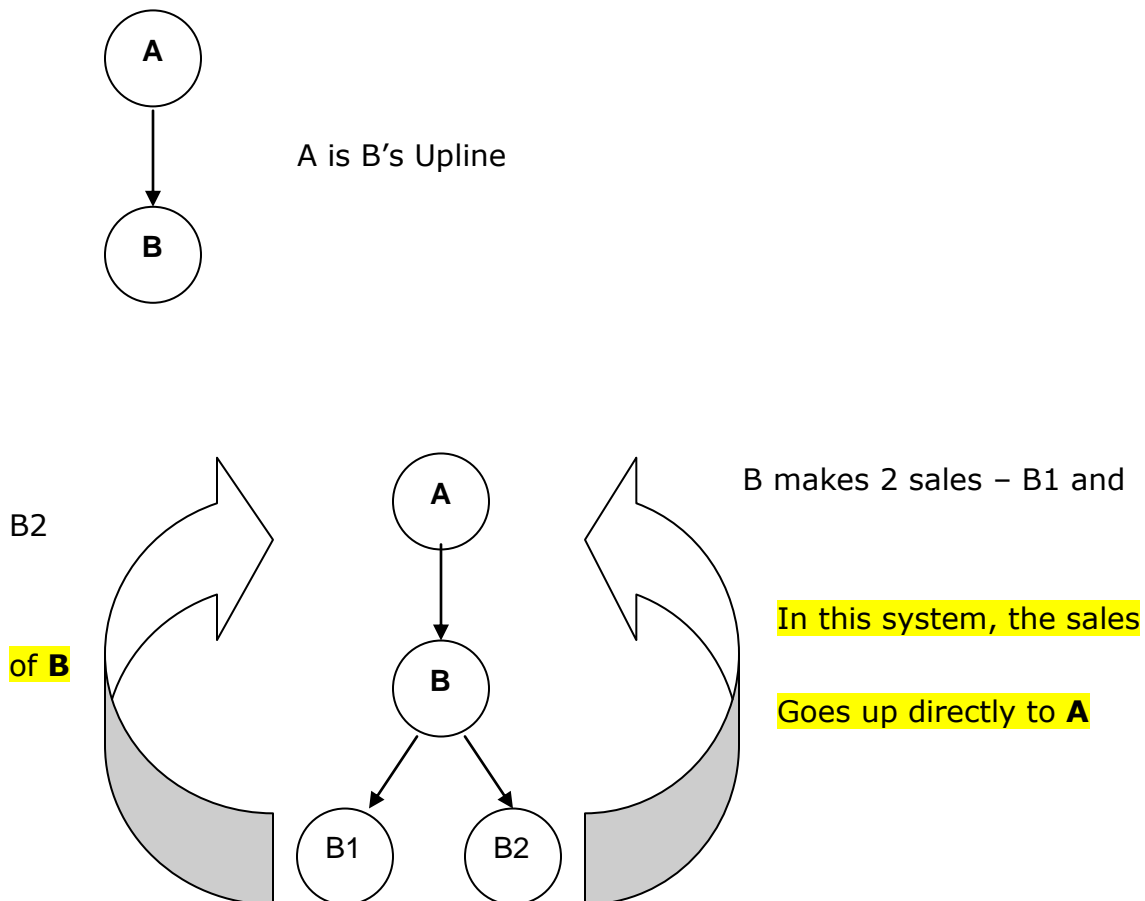 A
A is B’s Upline
B
A
B makes 2 sales – B1 and
B2
In this system, the sales
of B
B
Goes up directly to A
B1
B2